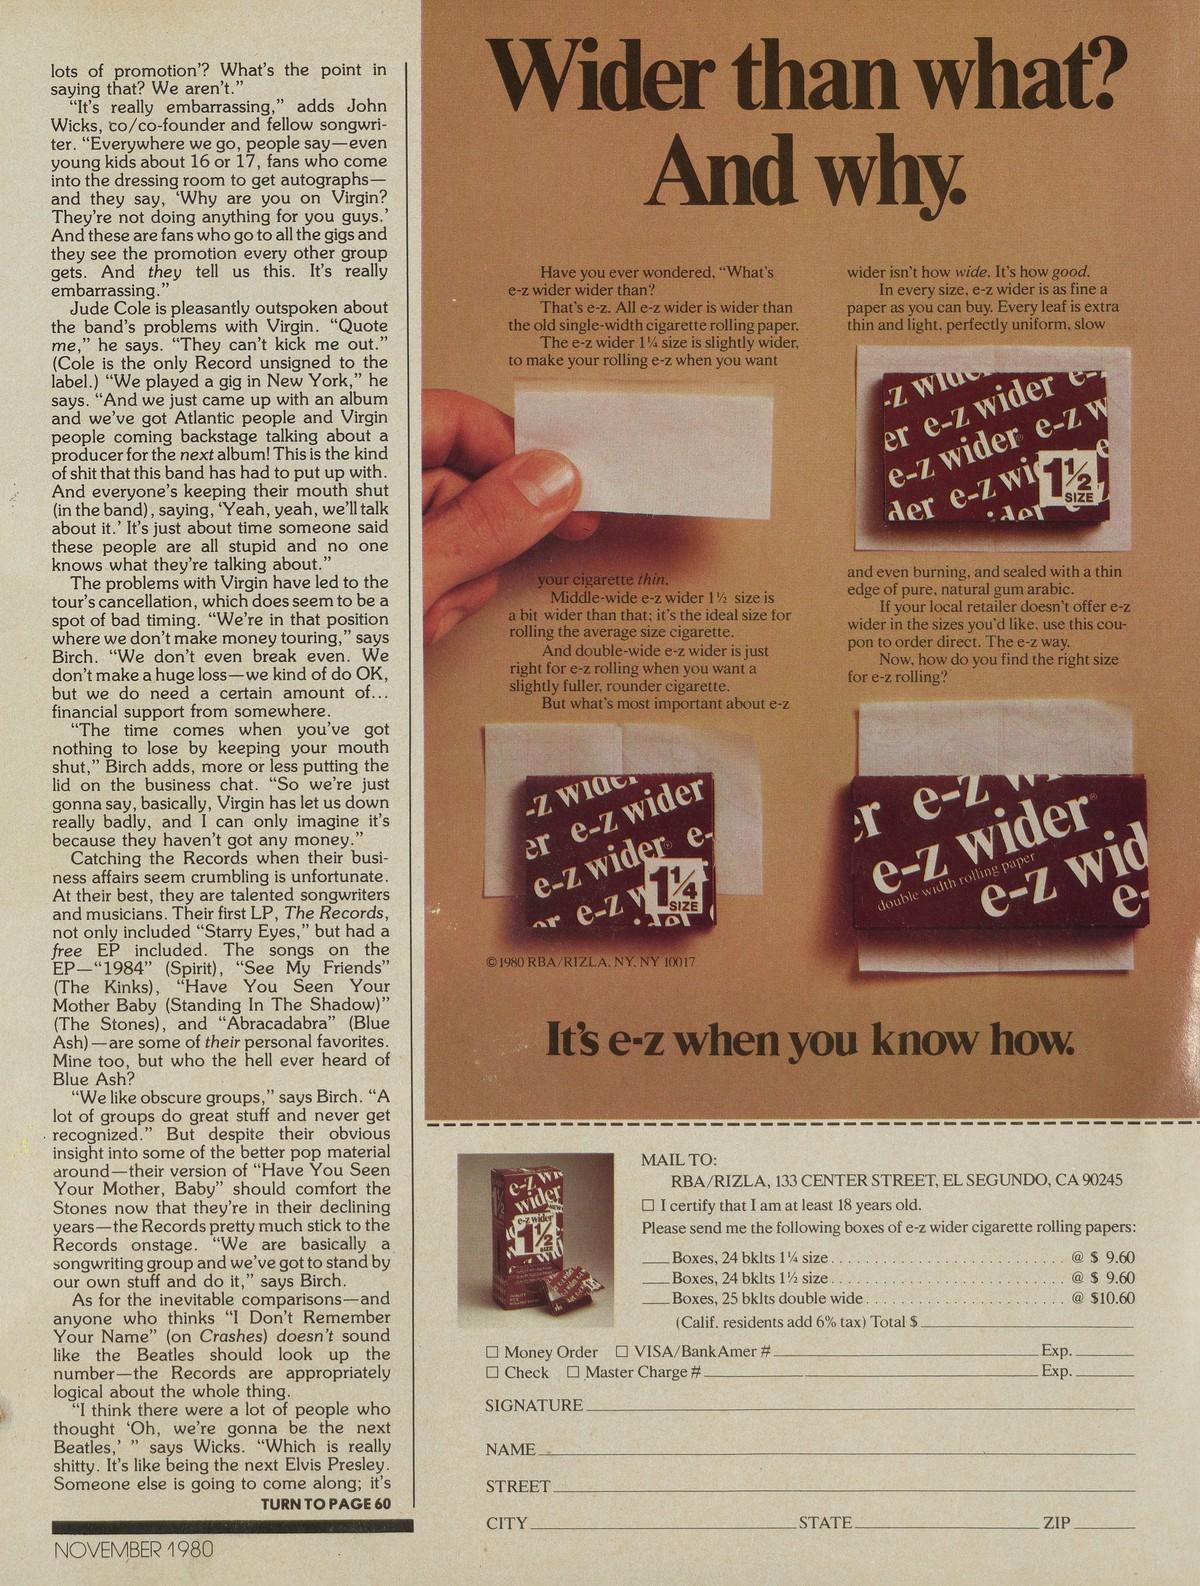 lots of promotion’? What’s the point in
saying that? We aren’t.”
“It’s really embarrassing,” adds John
Wicks, co/co-founder and fellow songwri-
ter. “Everywhere we go, people say—even
young kids about 16 or 17, fans who come
into the dressing room to get autographs—
and they say, ‘Why are you on Virgin?
They’re not doing anything for you guys.’
And these are fans who go to all the gigs and
they see the promotion every other group
gets. And they tell us this. It’s really
embarrassing.”
Jude Cole is pleasantly outspoken about
the band’s problems with Virgin. “Quote
me,” he says. “They can’t kick me out.”
(Cole is the only Record unsigned to the
label.) “We played a gig in New York,” he
says. “And we just came up with an album
and we’ve got Atlantic people and Virgin
people coming backstage talking about a
producer for the next album! This is the kind
of shit that this band has had to put up with.
And everyone’s keeping their mouth shut
(in the band), saying, ‘Yeah, yeah, we’ll talk
about it.’ It’s just about time someone said
these people are all stupid and no one
knows what they’re talking about.”
The problems with Virgin have led to the
tour’s cancellation, which does seem to be a
spot of bad timing. “We’re in that position
where we don’t make money touring,” says
Birch. “We don’t even break even. We
don’t make a huge loss—we kind of do OK,
but we do need a certain amount of...
financial support from somewhere.
“The time comes when you’ve got
nothing to lose by keeping your mouth
shut,” Birch adds, more or less putting the
lid on the business chat. “So we’re just
gonna say, basically, Virgin has let us down
really badly, and I can only imagine it’s
because they haven’t got any money.”
Catching the Records when their busi-
ness affairs seem crumbling is unfortunate.
At their best, they are talented songwriters
and musicians. Their first LP, The Records,
not only included “Starry Eyes,” but had a
free EP included. The songs on the
EP—“1984” (Spirit), “See My Friends”
(The Kinks), “Have You Seen Your
Mother Baby (Standing In The Shadow)”
(The Stones), and “Abracadabra” (Blue
Ash)—are some of their personal favorites.
Mine too, but who the hell ever heard of
Blue Ash?
“We like obscure groups,” says Birch. “A
lot of groups do great stuff and never get
recognized.” But despite their obvious
insight into some of the better pop material
around—their version of “Have You Seen
Your Mother, Baby” should comfort the
Stones now that they’re in their declining
years—the Records pretty much stick to the
Records onstage. “We are basically a
songwriting group and we’ve got to stand by
our own stuff and do it,” says Birch.
As for the inevitable comparisons—and
anyone who thinks “I Don’t Remember
Your Name” (on Crashes) doesn’t sound
like the Beatles should look up the
number—the Records are appropriately
logical about the whole thing.
“I think there were a lot of people who
thought ‘Oh, we’re gonna be the next
Beatles,’ ” says Wicks. “Which is really
shitty. It’s like being the next Elvis Presley.
Someone else is going to come along; it’s
TURN TO PAGE 60
NOVEMBER 1980
Wider than what?
And why.
Have you ever wondered, “What’s
e-z wider wider than?
That’s e-z. All e-z wider is wider than
the old single-width cigarette rolling paper.
The e-z wider 1¼ size is slightly wider,
to make your rolling e-z when you want
your cigarette thin.
Middle-wide e-z wider 1½ size is
a bit wider than that; it’s the ideal size for
rolling the average size cigarette.
And double-wide e-z wider is just
right for e-z rolling when you want a
slightly fuller, rounder cigarette.
But what’s most important about e-z
-z wider
er e-z wider
e-z wider® e-
or e-z w
1¼
SIZE
der
©1980 RBA/RIZLA, NY, NY 10017
wider isn’t how wide. It’s how good.
In every size, e-z wider is as fine a
paper as you can buy. Every leaf is extra
thin and light, perfectly uniform, slow
-z wider e-z
er e-z wider
e-z wider® e-z w
der e-z wid
1½
SIZE
der
and even burning, and sealed with a thin
edge of pure, natural gum arabic.
If your local retailer doesn’t offer e-z
wider in the sizes you’d like, use this cou-
pon to order direct. The e-z way.
Now, how do you find the right size
for e-z rolling?
er e-z w
e-z wider®
double width rolling paper
e-z wid
e-
It’s e-z when you know how.
e-z wi
wider
e-z wider
1½
SIZE
MAIL TO:
RBA/RIZLA, 133 CENTER STREET, EL SEGUNDO, CA 90245
☐ I certify that I am at least 18 years old.
Please send me the following boxes of e-z wider cigarette rolling papers:
___Boxes, 24 bklts 1¼ size........................ @ $ 9.60
___Boxes, 24 bklts 1½ size........................ @ $ 9.60
___Boxes, 25 bklts double wide.................... @ $10.60
(Calif. residents add 6% tax) Total $____
☐ Money Order ☐ VISA/BankAmer #____ Exp.____
☐ Check ☐ Master Charge #____ Exp.____
SIGNATURE____
NAME____
STREET____
CITY____ STATE____ ZIP____